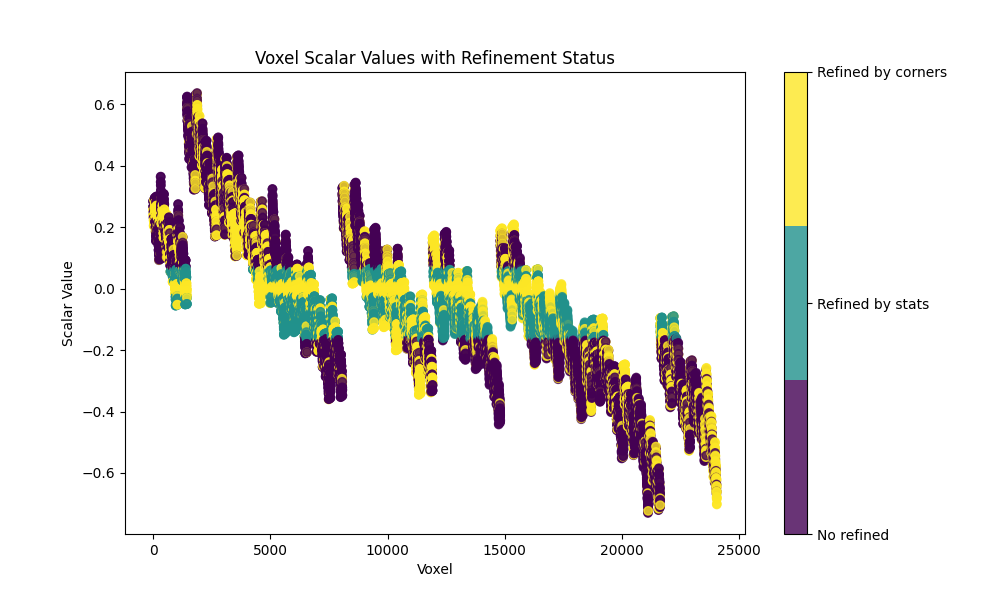 Voxel Scalar Values with Refinement Status
Scalar Value
0.6
0.4
0.2
0.0
−0.2
−0.4
−0.6
0
5000
10000
15000
20000
25000
Voxel
Refined by corners
Refined by stats
No refined